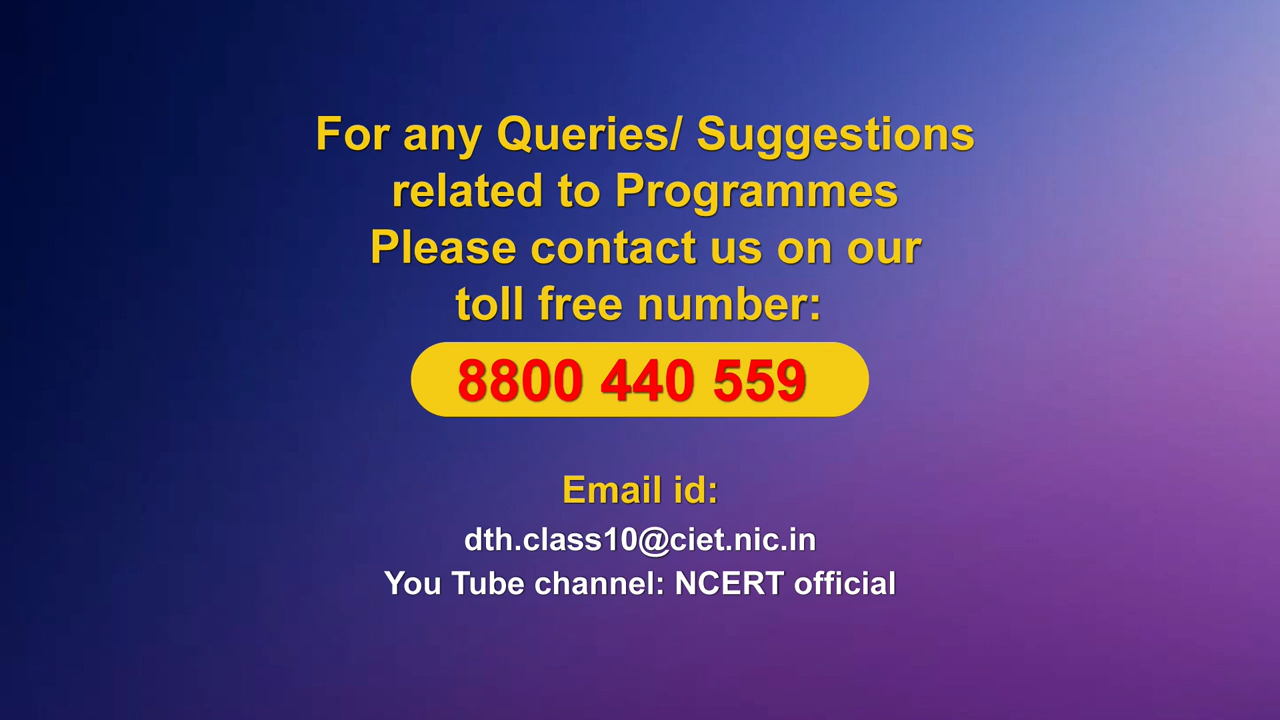 For any Queries/ Suggestions
related to Programmes
Please contact us on our
toll free number:
8800 440 559
Email id:
dth.class10@ciet.nic.in
You Tube channel: NCERT official